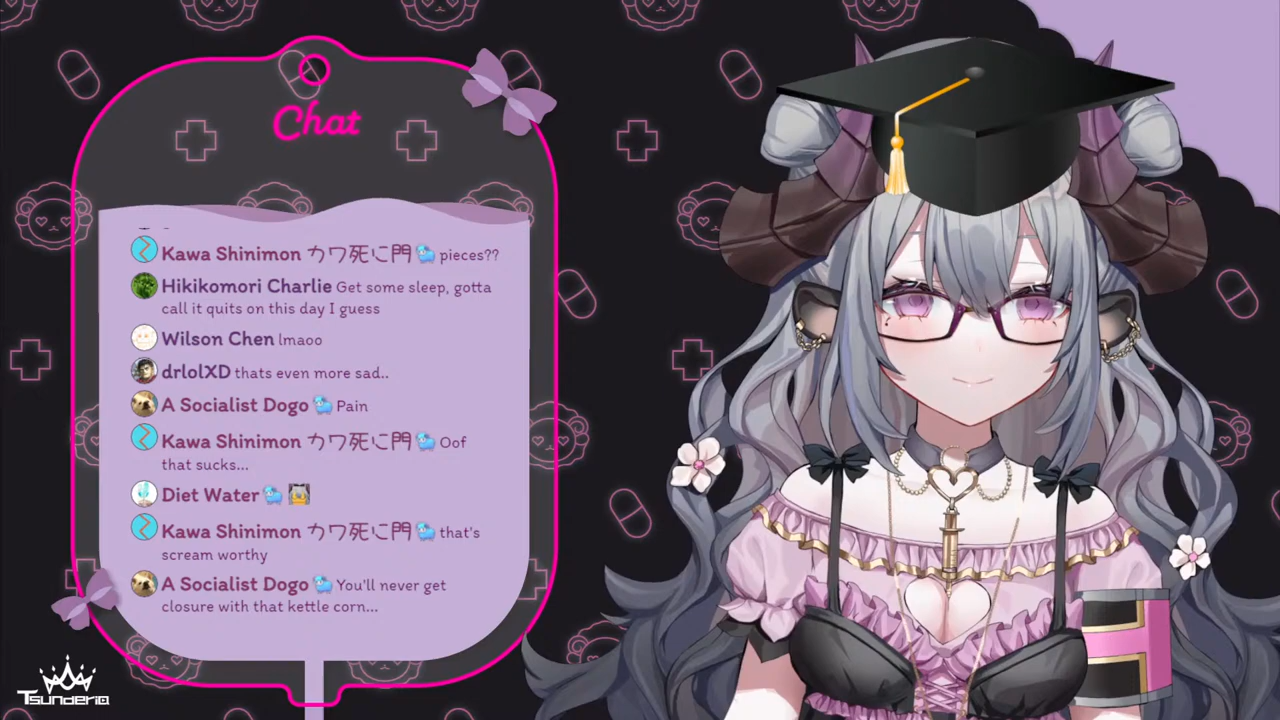 Chat
Kawa Shinimon カワ死に門 pieces??
Hikikomori Charlie Get some sleep, gotta
call it quits on this day I guess
Wilson Chen lmaoo
drlolXD thats even more sad..
A Socialist Dogo Pain
Kawa Shinimon カワ死に門 Oof
that sucks...
Diet Water
Kawa Shinimon カワ死に門 that's
scream worthy
A Socialist Dogo You'll never get
closure with that kettle corn...
Tsunderia